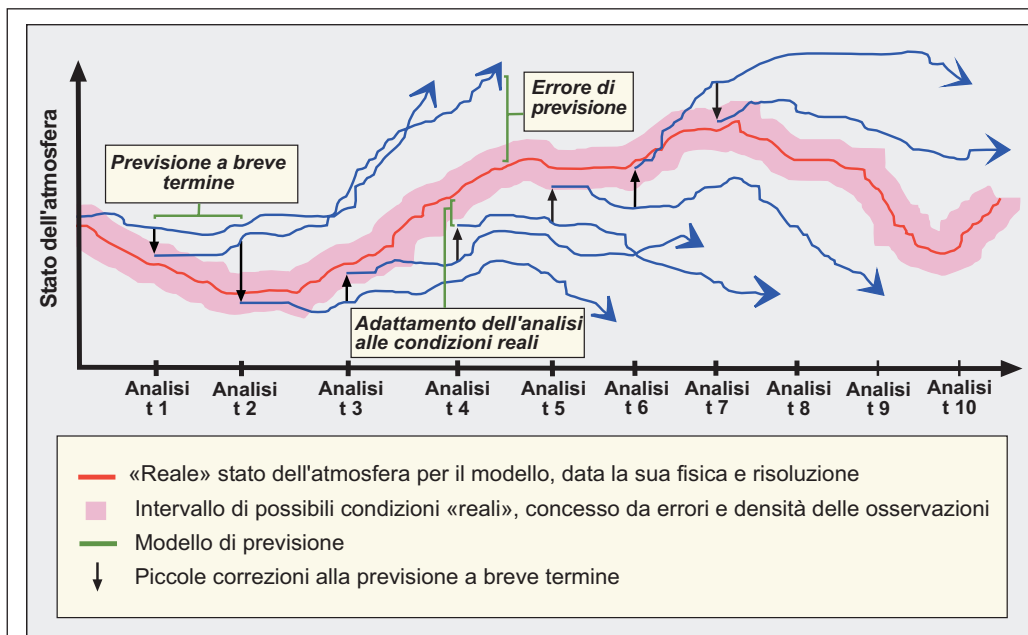 Stato dell'atmosfera
Previsione a breve
termine
Errore di
previsione
Adattamento dell'analisi
alle condizioni reali
Analisi
t 1
Analisi
t 2
Analisi
t 3
Analisi
t 4
Analisi
t 5
Analisi
t 6
Analisi
t 7
Analisi
t 8
Analisi
t 9
Analisi
t 10
«Reale» stato dell'atmosfera per il modello, data la sua fisica e risoluzione
Intervallo di possibili condizioni «reali», concesso da errori e densità delle osservazioni
Modello di previsione
Piccole correzioni alla previsione a breve termine